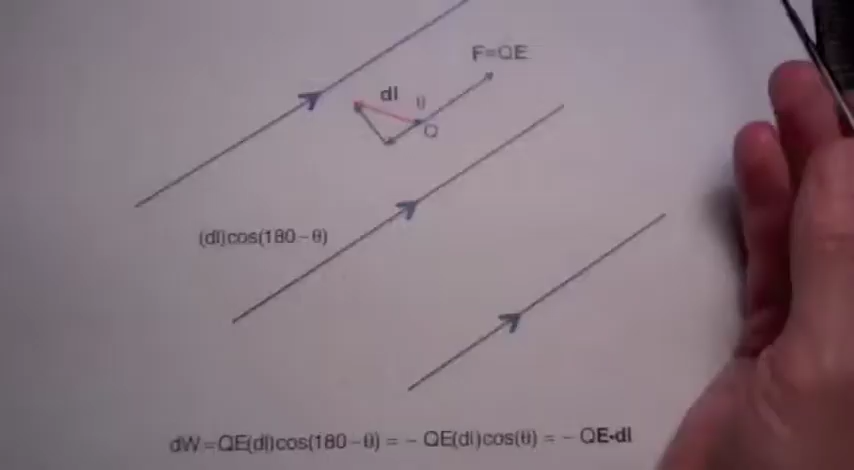 F=QE
dl θ
Q
(dl)cos(180-θ)
dW=QE(dl)cos(180-θ) = - QE(dl)cos(θ) = - QE•dl